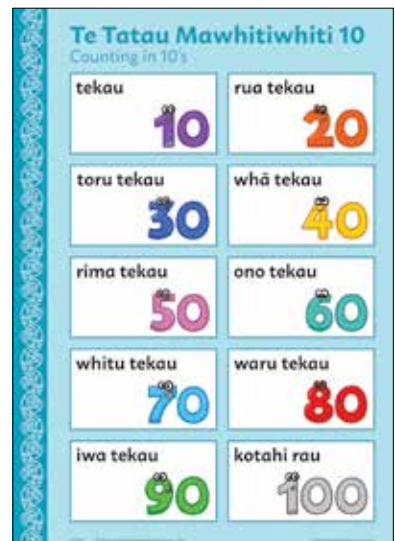 Te Tatau Mawhitiwhiti 10
Counting in 10's
tekau
10
rua tekau
20
toru tekau
30
whā tekau
40
rima tekau
50
ono tekau
60
whitu tekau
70
waru tekau
80
iwa tekau
90
kotahi rau
100